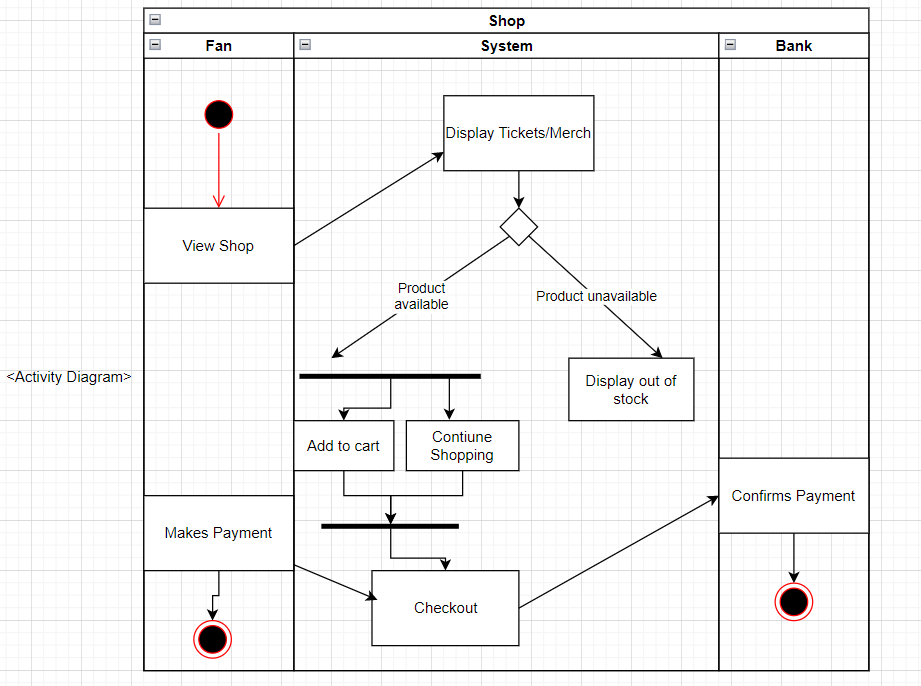 Shop
Fan
System
Bank
Display Tickets/Merch
View Shop
Product
available
Product unavailable
<Activity Diagram>
Display out of
stock
Add to cart
Contiune
Shopping
Confirms Payment
Makes Payment
Checkout